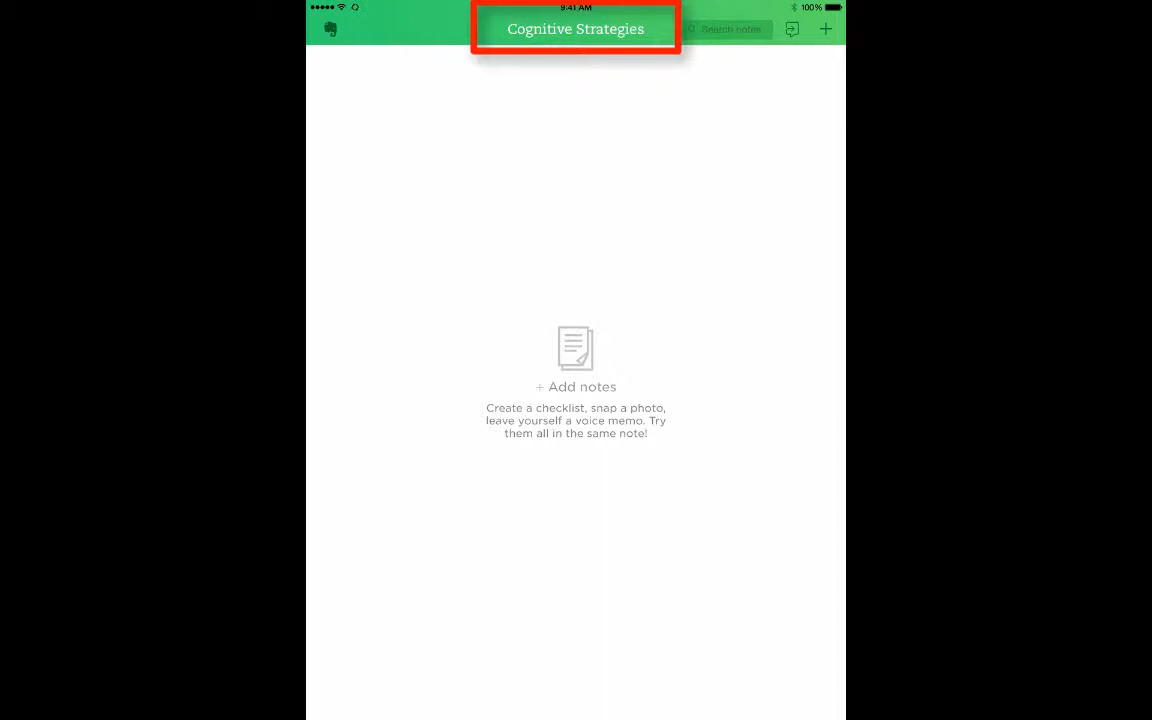 9:41 AM
100%
Cognitive Strategies
Search notes
+ Add notes
Create a checklist, snap a photo,
leave yourself a voice memo. Try
them all in the same note!